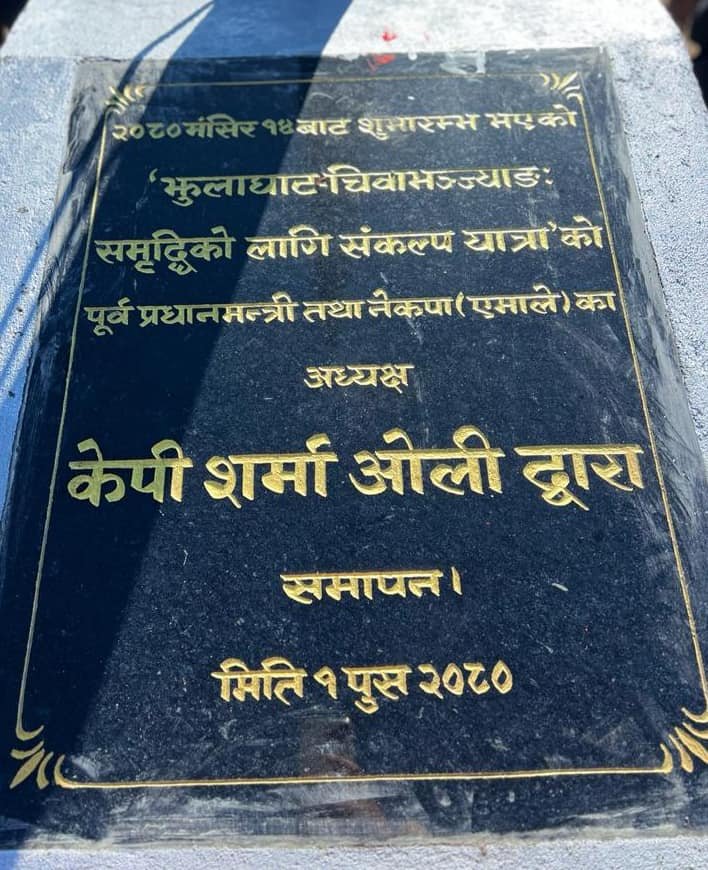 २०८० मंसिर १४ बाट शुभारम्भ भएको
‘झुलाघाट-चिवाभञ्ज्याङः
समृद्धिको लागि संकल्प यात्रा’को
पूर्व प्रधानमन्त्री तथा नेकपा (एमाले) का
अध्यक्ष
केपी शर्मा ओली द्वारा
समापन।
मिति १ पुस २०८०